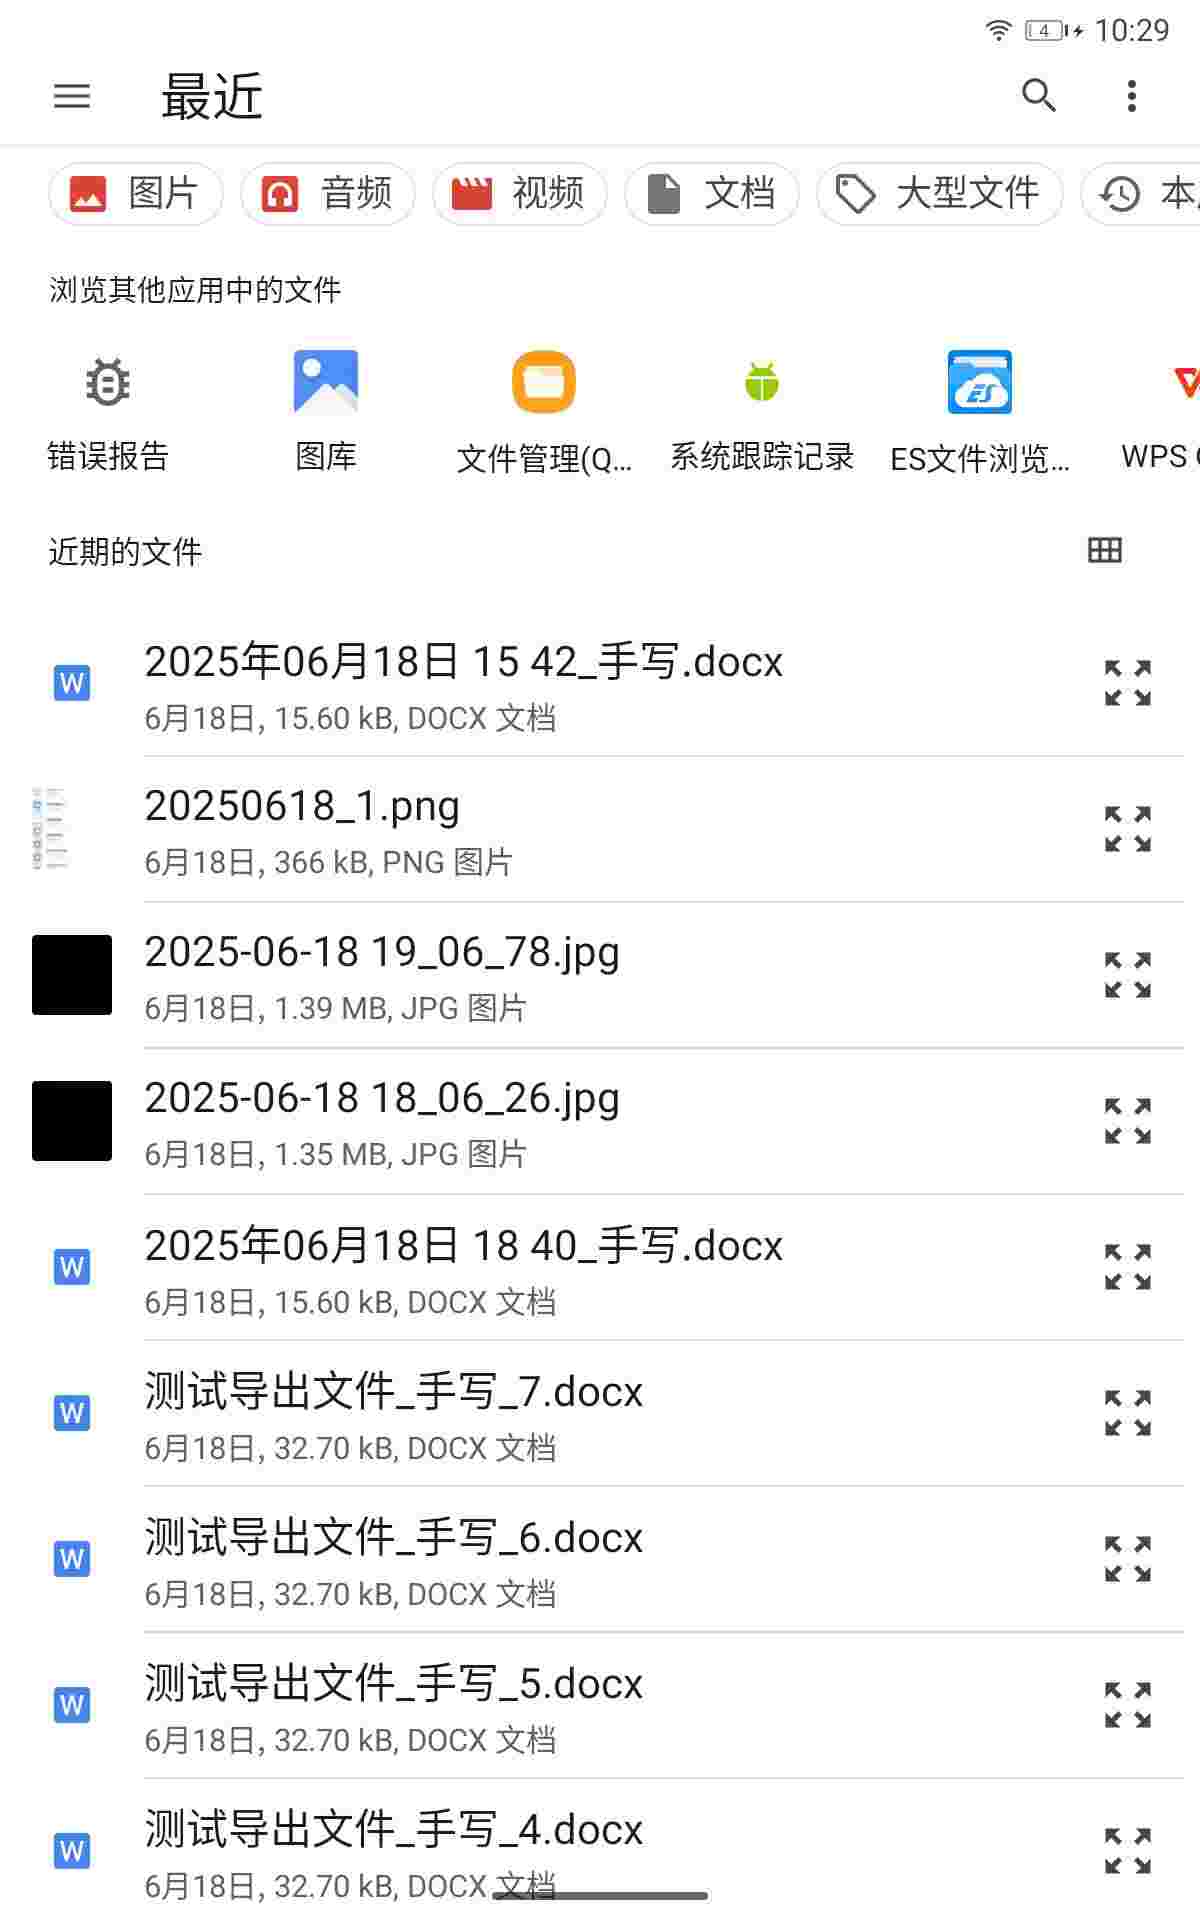 4 10:29
最近
图片 音频 视频 文档 大型文件
浏览其他应用中的文件
错误报告 图库 文件管理(Q... 系统跟踪记录 ES文件浏览... WPS
近期的文件
W 2025年06月18日 15 42_手写.docx
6月18日, 15.60 kB, DOCX 文档
20250618_1.png
6月18日, 366 kB, PNG 图片
2025-06-18 19_06_78.jpg
6月18日, 1.39 MB, JPG 图片
2025-06-18 18_06_26.jpg
6月18日, 1.35 MB, JPG 图片
W 2025年06月18日 18 40_手写.docx
6月18日, 15.60 kB, DOCX 文档
W 测试导出文件_手写_7.docx
6月18日, 32.70 kB, DOCX 文档
W 测试导出文件_手写_6.docx
6月18日, 32.70 kB, DOCX 文档
W 测试导出文件_手写_5.docx
6月18日, 32.70 kB, DOCX 文档
W 测试导出文件_手写_4.docx
6月18日, 32.70 kB, DOCX 文档